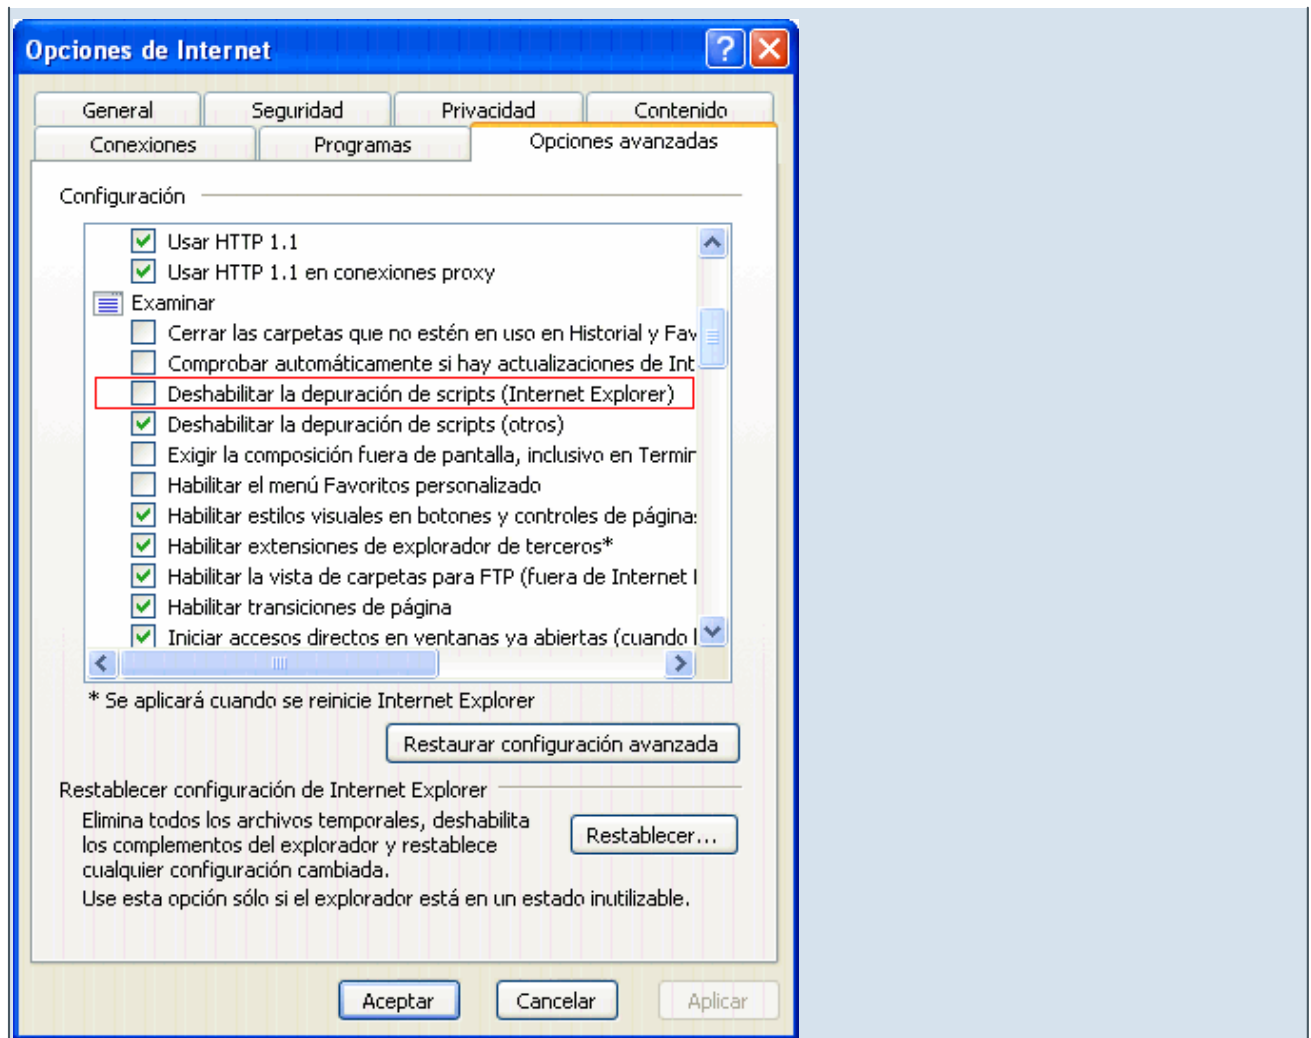 Opciones de Internet
General Seguridad Privacidad Contenido
Conexiones Programas Opciones avanzadas
Configuración
Usar HTTP 1.1
Usar HTTP 1.1 en conexiones proxy
Examinar
Cerrar las carpetas que no estén en uso en Historial y Fav
Comprobar automáticamente si hay actualizaciones de Int
Deshabilitar la depuración de scripts (Internet Explorer)
Deshabilitar la depuración de scripts (otros)
Exigir la composición fuera de pantalla, inclusivo en Termin
Habilitar el menú Favoritos personalizado
Habilitar estilos visuales en botones y controles de páginas
Habilitar extensiones de explorador de terceros*
Habilitar la vista de carpetas para FTP (fuera de Internet
Habilitar transiciones de página
Iniciar accesos directos en ventanas ya abiertas (cuando
* Se aplicará cuando se reinicie Internet Explorer
Restaurar configuración avanzada
Restablecer configuración de Internet Explorer
Elimina todos los archivos temporales, deshabilita
los complementos del explorador y restablece
cualquier configuración cambiada.
Restablecer...
Use esta opción sólo si el explorador está en un estado inutilizable.
Aceptar Cancelar Aplicar